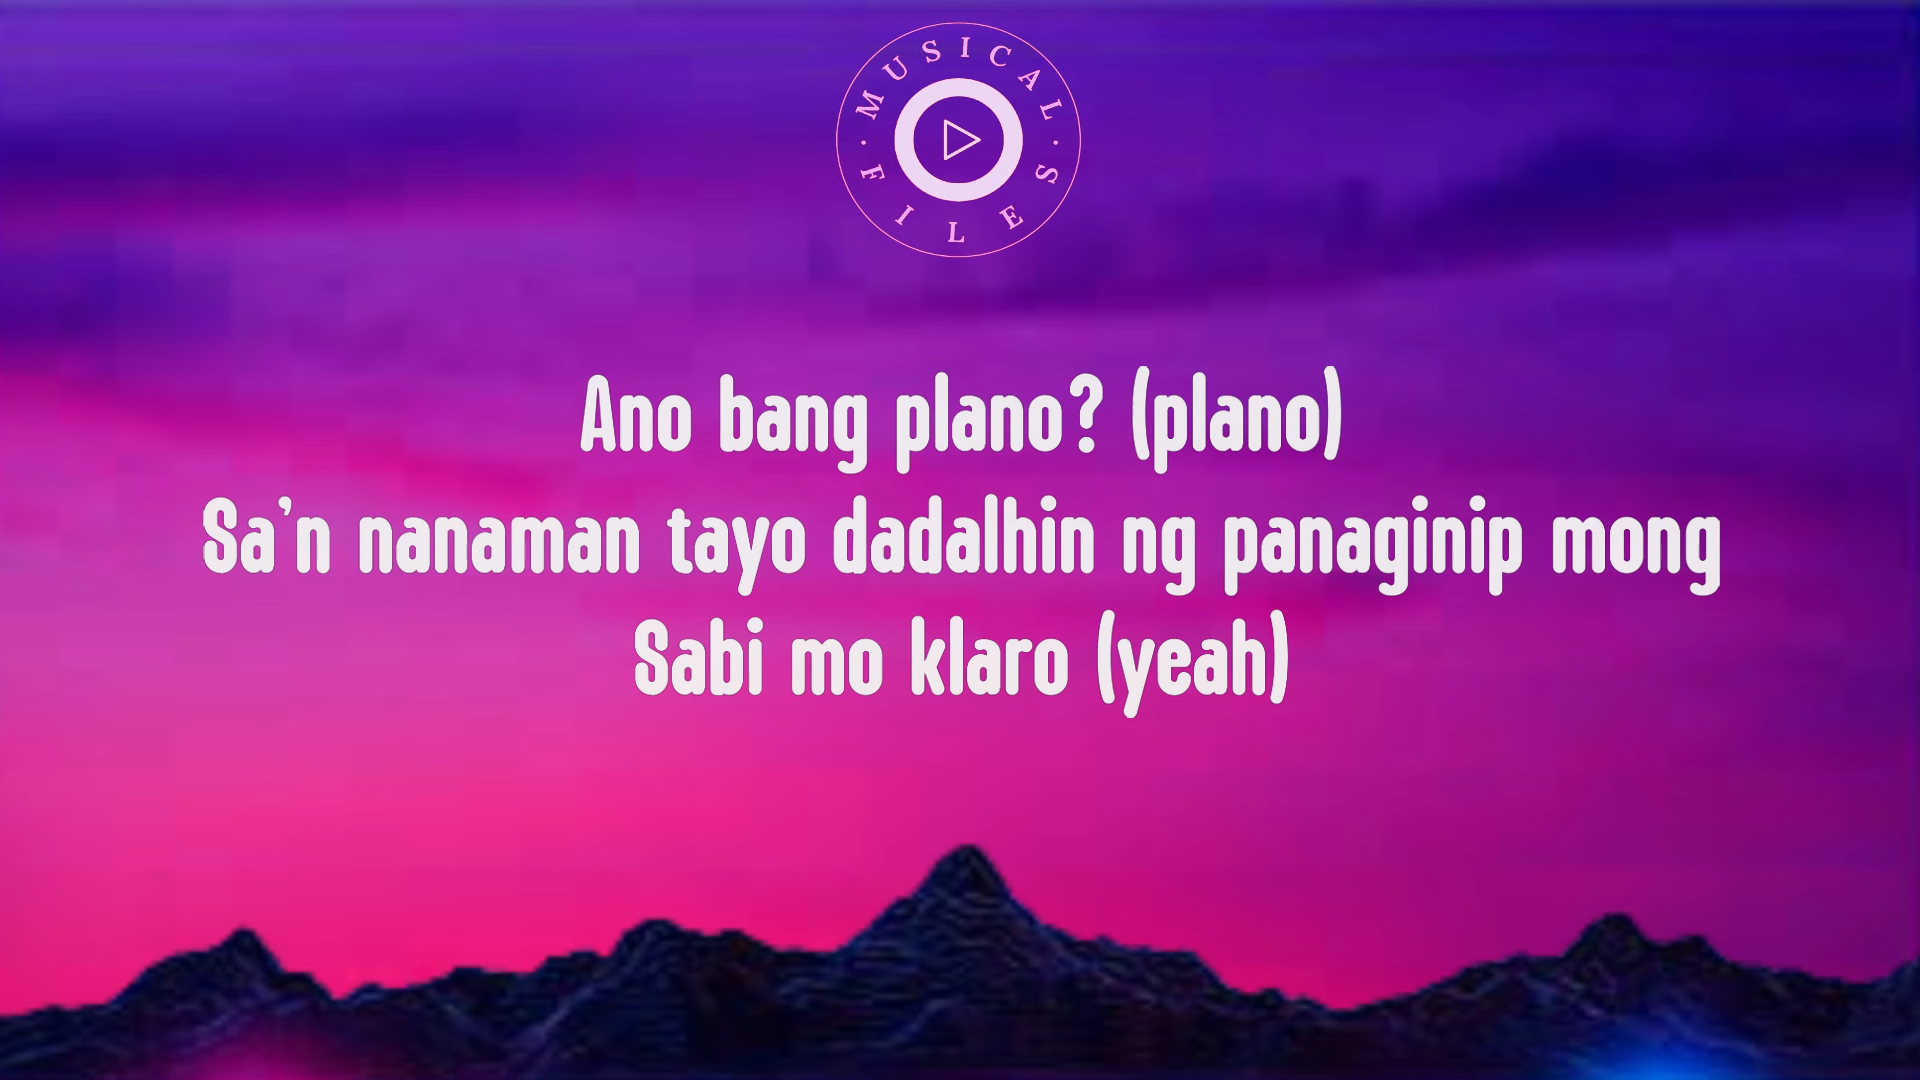 MUSICAL
FILES
Ano bang plano? (plano)
Sa'n nanaman tayo dadalhin ng panaginip mong
Sabi mo klaro (yeah)